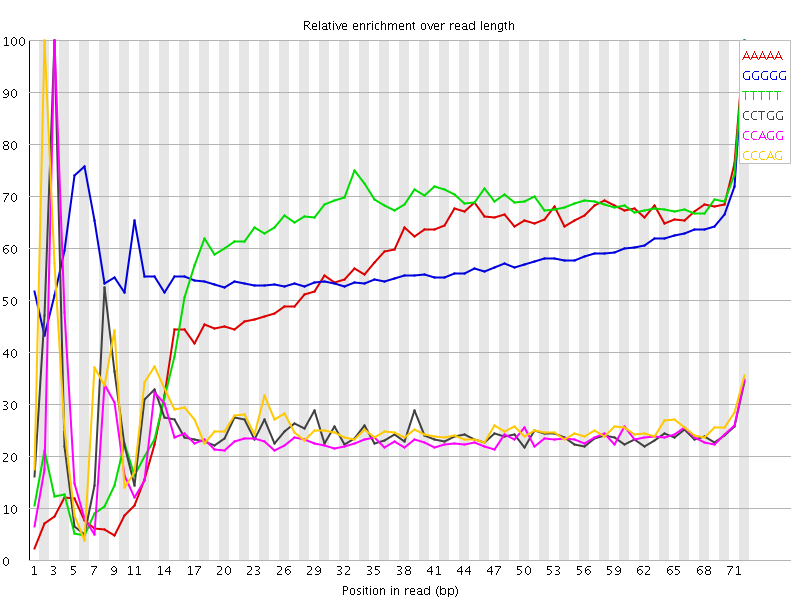 Relative enrichment over read length
100
90
80
70
60
50
40
30
20
10
0
AAAAA
GGGGG
TTTTT
CCTGG
CCAGG
CCCAG
1 2 3 5 7 9 11 14 17 20 23 26 29 32 35 38 41 44 47 50 53 56 59 62 65 68 71
Position in read (bp)